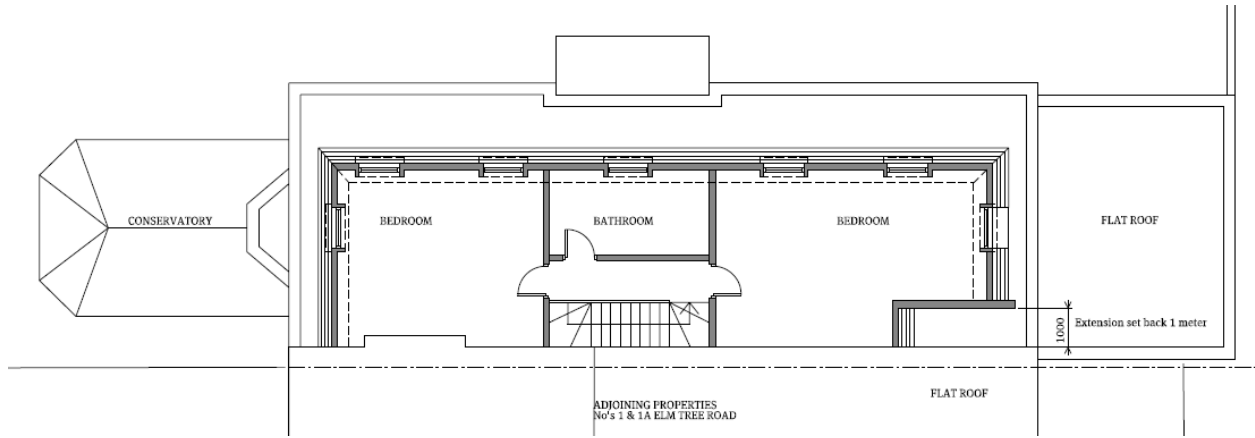 CONSERVATORY
BEDROOM
BATHROOM
BEDROOM
FLAT ROOF
1000
Extension set back 1 meter
FLAT ROOF
ADJOINING PROPERTIES
No's 1 & 1A ELM TREE ROAD